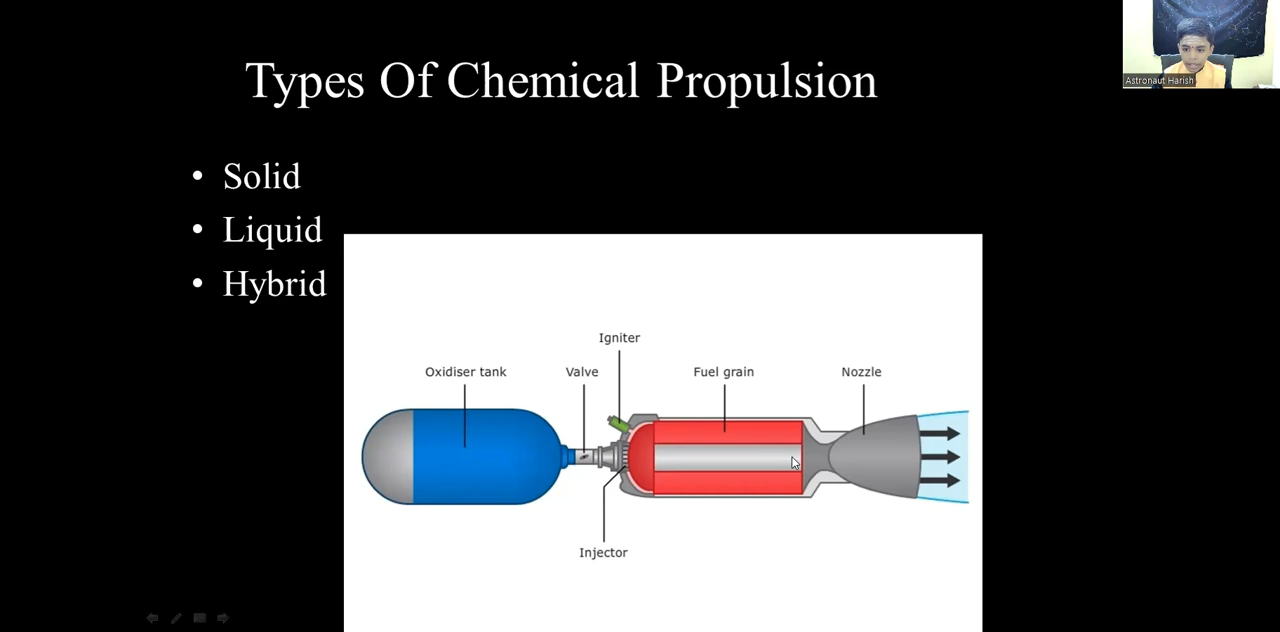 Types Of Chemical Propulsion
Astronaut Harish
• Solid
• Liquid
• Hybrid
Igniter
Oxidiser tank
Valve
Fuel grain
Nozzle
Injector